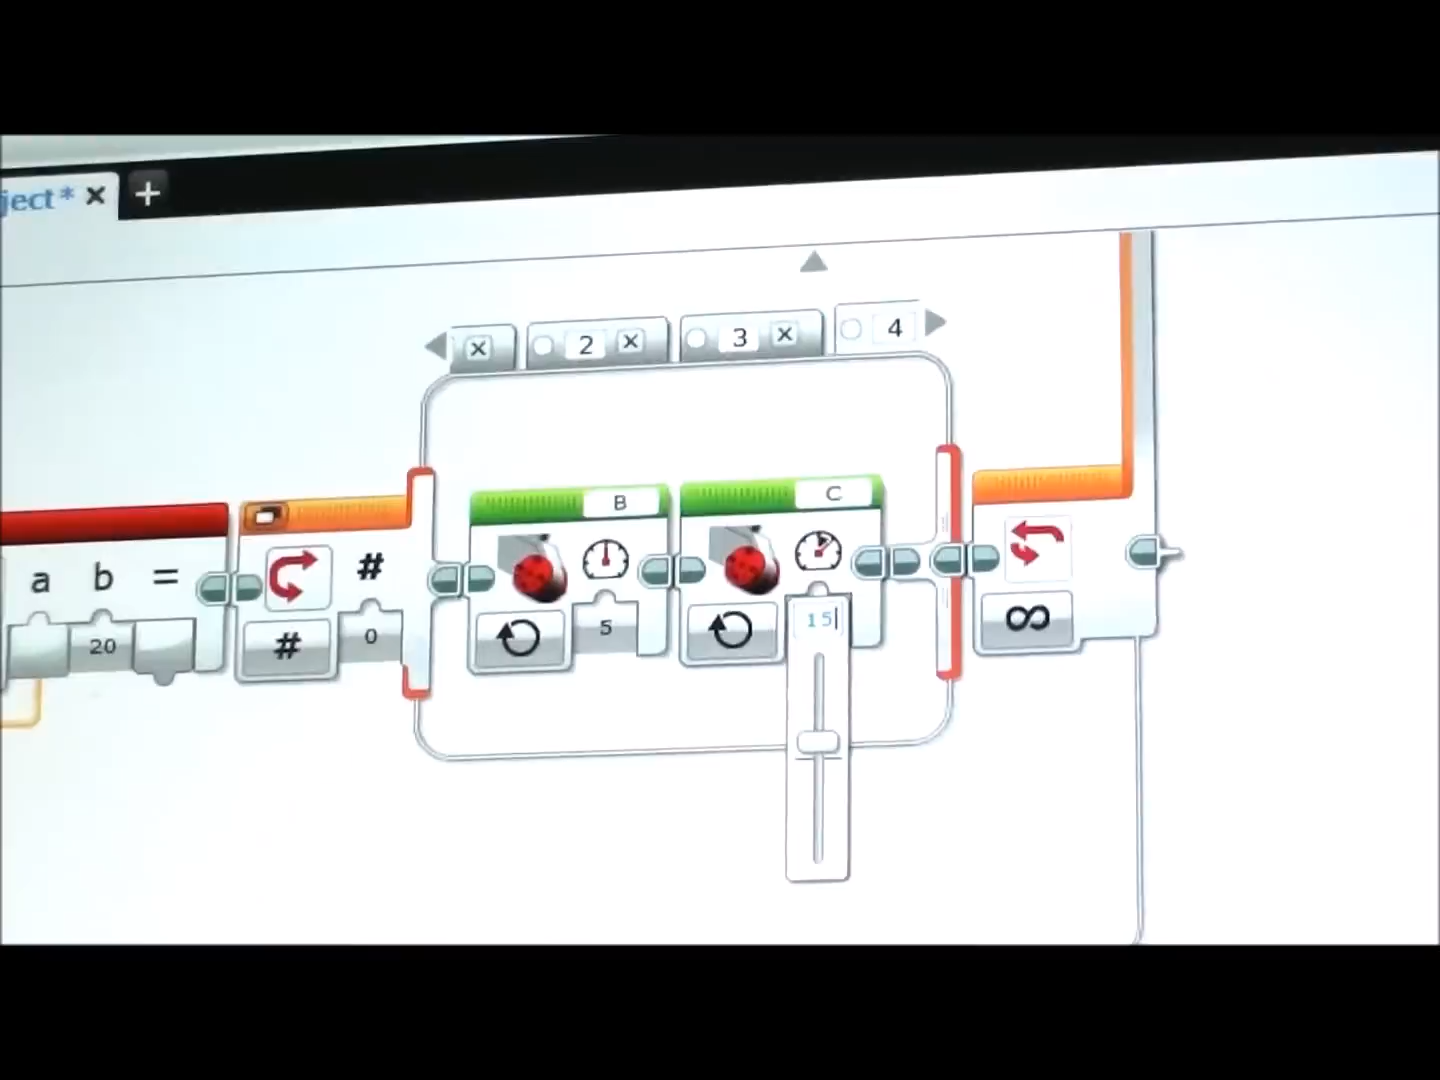 ject* X +
X 2 X 3 X 4
B C
a b = #
20 # 0 5 15 ∞